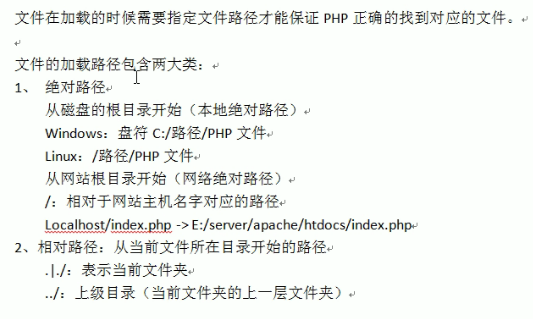 文件在加载的时候需要指定文件路径才能保证 PHP 正确的找到对应的文件。
文件的加载路径包含两大类：
1、 绝对路径
从磁盘的根目录开始（本地绝对路径）
Windows：盘符 C:/路径/PHP 文件
Linux：/路径/PHP 文件
从网站根目录开始（网络绝对路径）
/：相对于网站主机名字对应的路径
Localhost/index.php -> E:/server/apache/htdocs/index.php
2、相对路径：从当前文件所在目录开始的路径
.|./：表示当前文件夹
../：上级目录（当前文件夹的上一层文件夹）